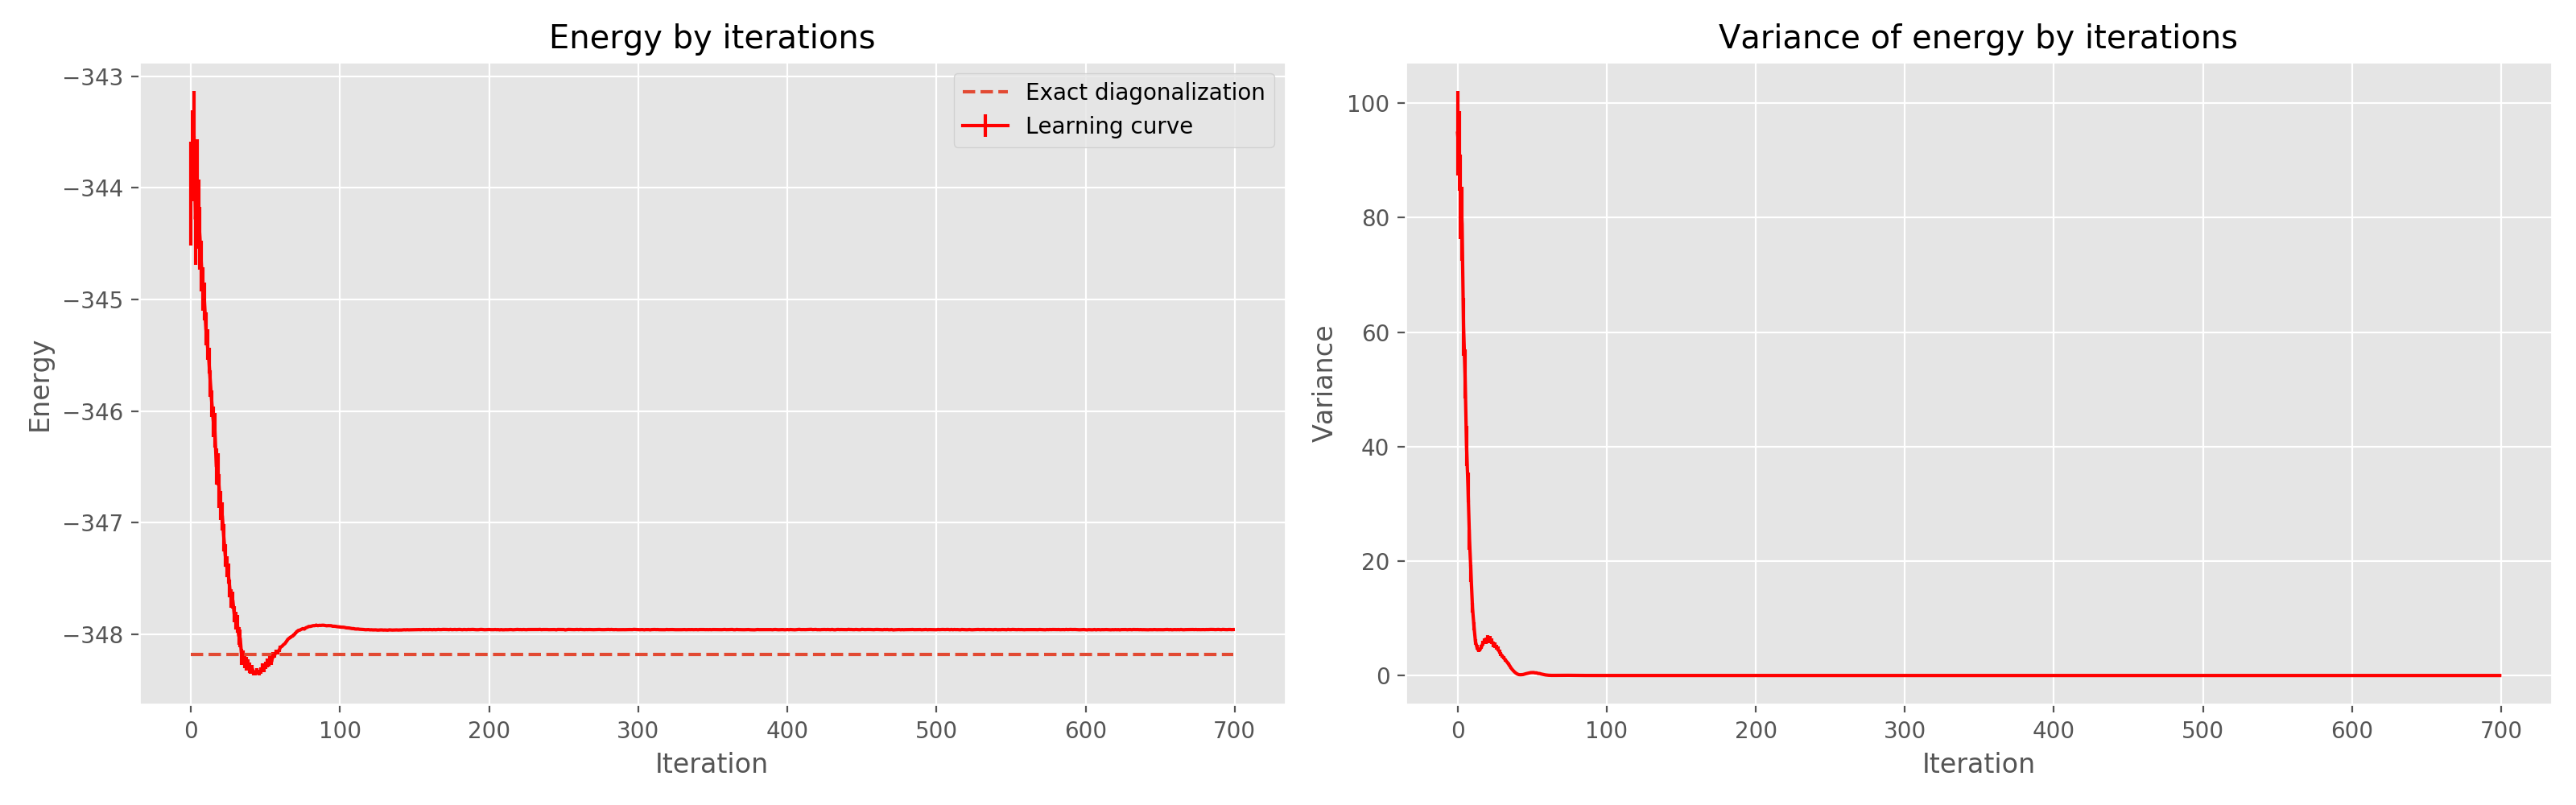 Energy by iterations
−343
−344
−345
−346
−347
−348
Energy
Exact diagonalization
Learning curve
0 100 200 300 400 500 600 700
Iteration
Variance of energy by iterations
100
80
60
40
20
0
Variance
0 100 200 300 400 500 600 700
Iteration